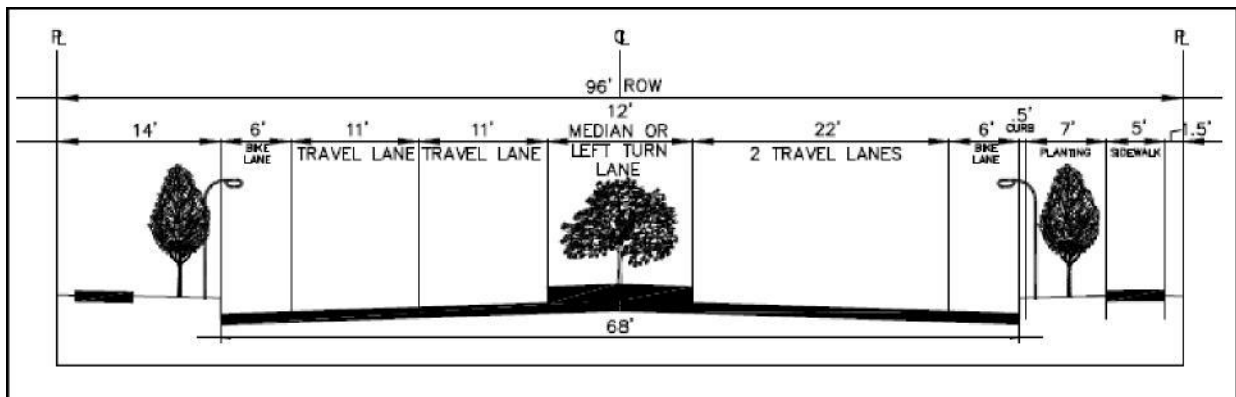 PL CL PL
96' ROW
12'
14' 6' 11' 11' MEDIAN OR 22' 6' .5' 7' 5' 1.5'
CURB
BIKE LANE
TRAVEL LANE
TRAVEL LANE
LEFT TURN
LANE
2 TRAVEL LANES
BIKE LANE
PLANTING
SIDEWALK
68'